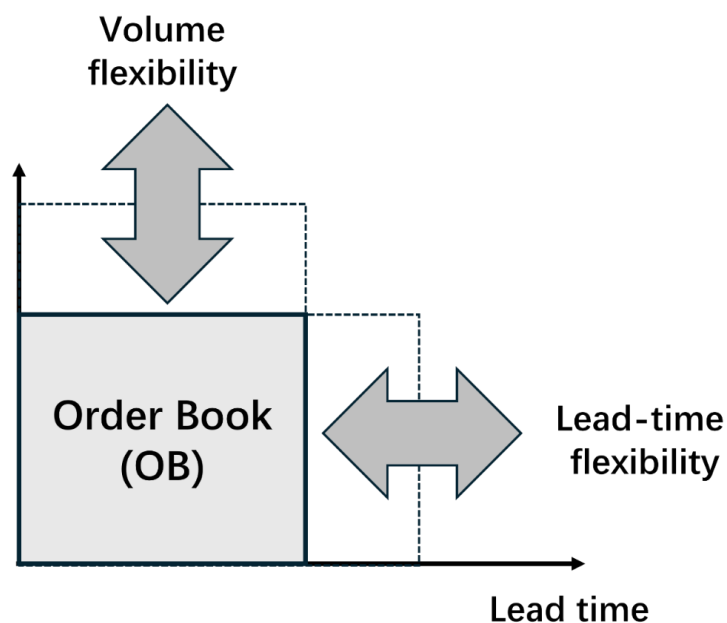 Volume
flexibility
Order Book
(OB)
Lead-time
flexibility
Lead time